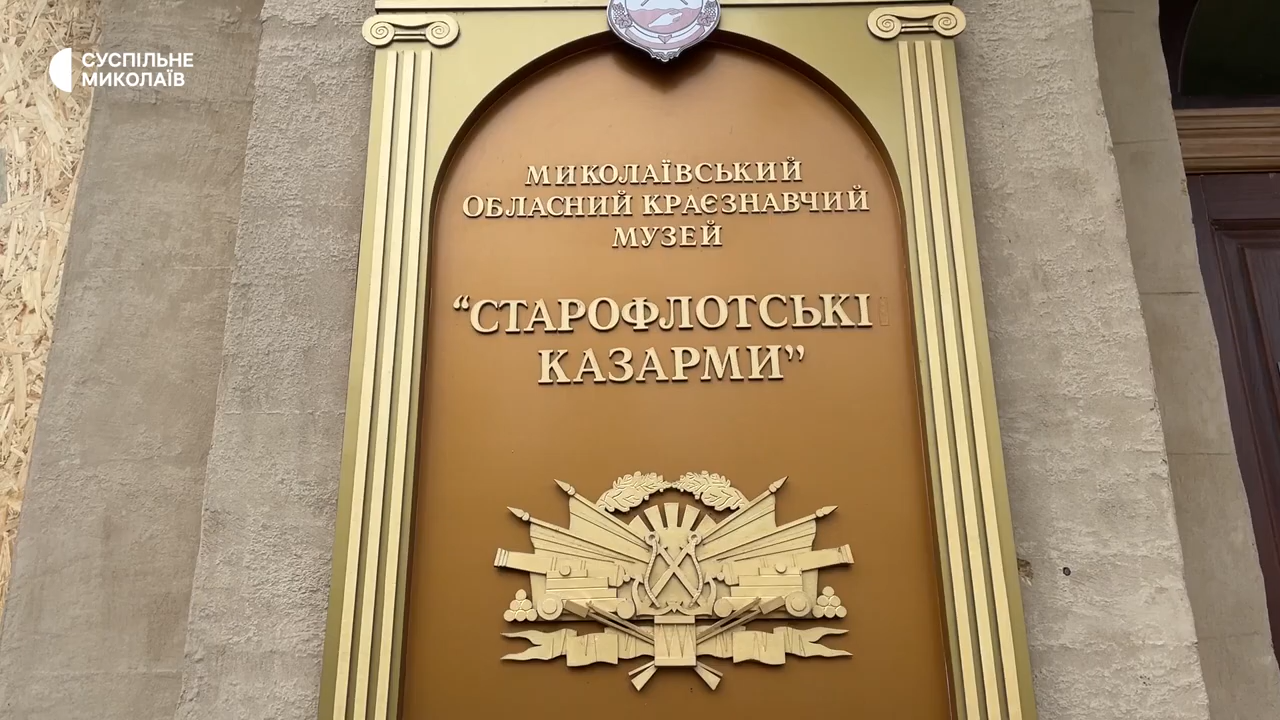 СУСПІЛЬНЕ
МИКОЛАЇВ
МИКОЛАЇВСЬКИЙ
ОБЛАСНИЙ КРАЄЗНАВЧИЙ
МУЗЕЙ
“СТАРОФЛОТСЬКІ
КАЗАРМИ”